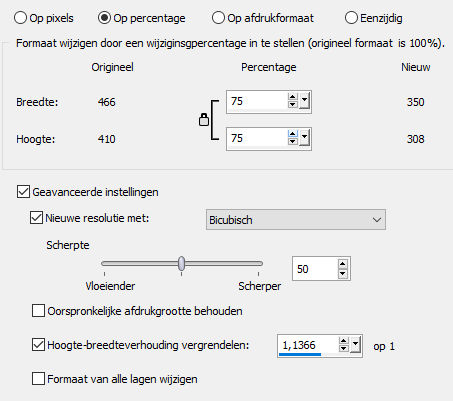 Op pixels Op percentage Op afdrukformaat Eenzijdig
Formaat wijzigen door een wijzigingspercentage in te stellen (origineel formaat is 100%).
Origineel Percentage Nieuw
Breedte: 466 75 350
Hoogte: 410 75 308
Geavanceerde instellingen
Nieuwe resolutie met: Bicubisch
Scherpte
50
Vloeiender Scherper
Oorspronkelijke afdrukgrootte behouden
Hoogte-breedteverhouding vergrendelen: 1,1366 op 1
Formaat van alle lagen wijzigen